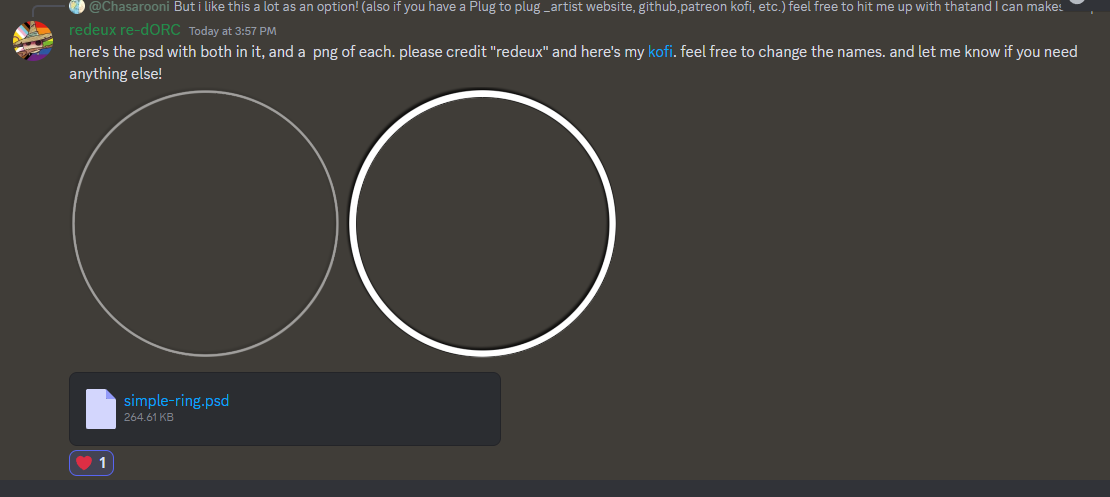 @Chasarooni But i like this a lot as an option! (also if you have a Plug to plug _artist website, github,patreon kofi, etc.) feel free to hit me up with thatand I can makes
redeux re-dORC Today at 3:57 PM
here's the psd with both in it, and a png of each. please credit "redeux" and here's my kofi. feel free to change the names. and let me know if you need
anything else!
simple-ring.psd
264.61 KB
1